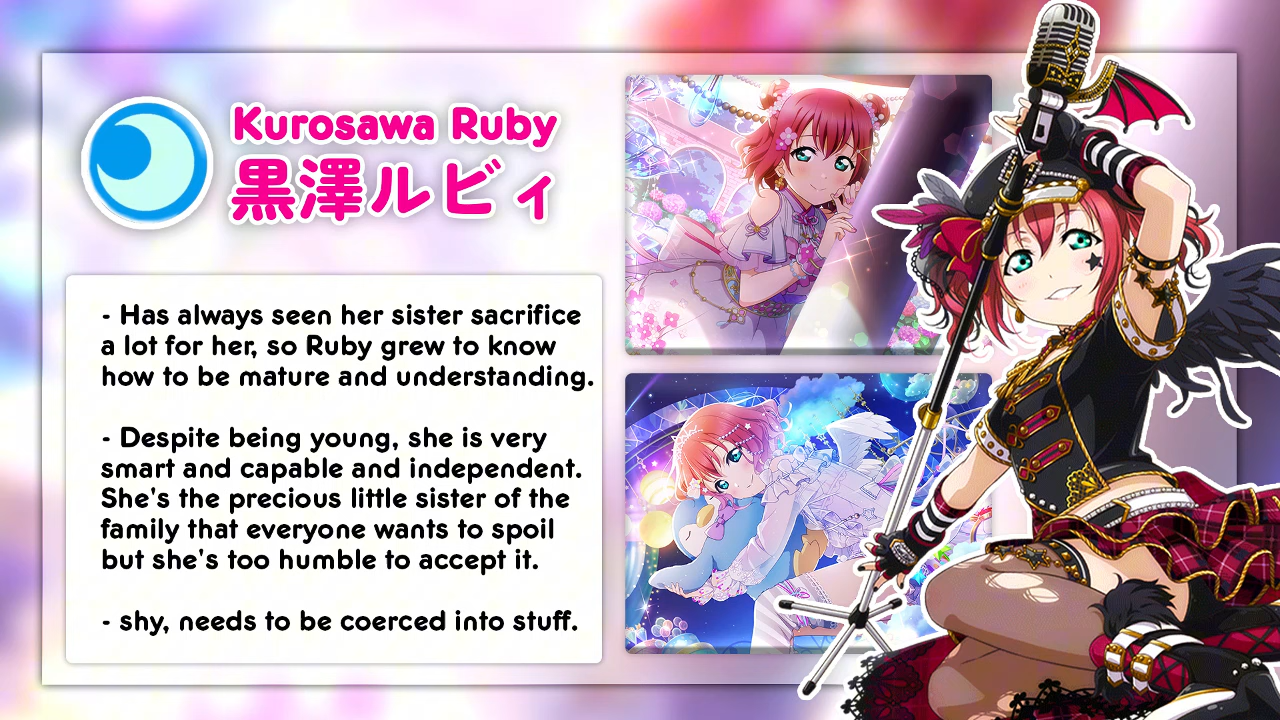 Kurosawa Ruby
黒澤ルビィ
- Has always seen her sister sacrifice
a lot for her, so Ruby grew to know
how to be mature and understanding.
- Despite being young, she is very
smart and capable and independent.
She's the precious little sister of the
family that everyone wants to spoil
but she's too humble to accept it.
- shy, needs to be coerced into stuff.